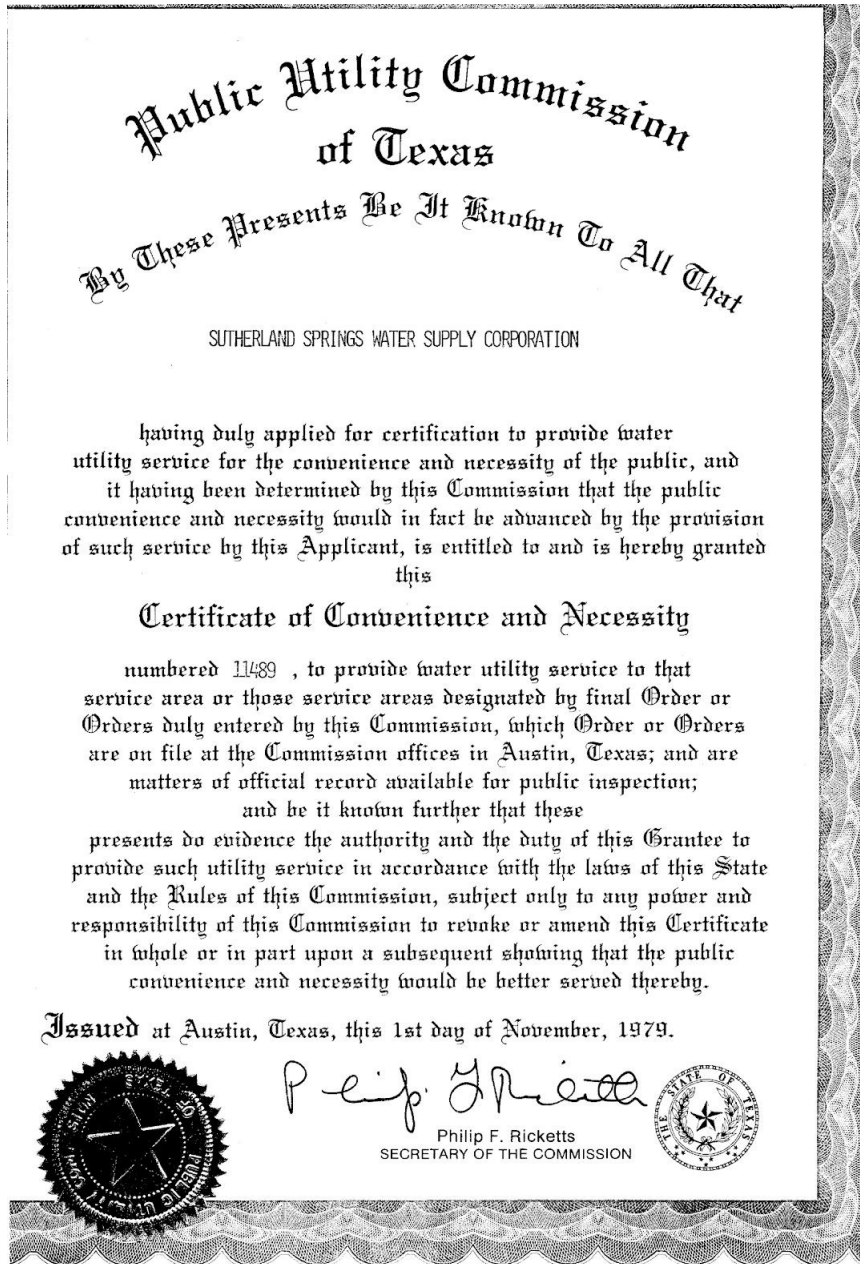 Public Utility Commission
of Texas
By These Presents Be It Known To All That
SUTHERLAND SPRINGS WATER SUPPLY CORPORATION
having duly applied for certification to provide water
utility service for the convenience and necessity of the public, and
it having been determined by this Commission that the public
convenience and necessity would in fact be advanced by the provision
of such service by this Applicant, is entitled to and is hereby granted
this
Certificate of Convenience and Necessity
numbered 11489 , to provide water utility service to that
service area or those service areas designated by final Order or
Orders duly entered by this Commission, which Order or Orders
are on file at the Commission offices in Austin, Texas; and are
matters of official record available for public inspection;
and be it known further that these
presents do evidence the authority and the duty of this Grantee to
provide such utility service in accordance with the laws of this State
and the Rules of this Commission, subject only to any power and
responsibility of this Commission to revoke or amend this Certificate
in whole or in part upon a subsequent showing that the public
convenience and necessity would be better served thereby.
Issued at Austin, Texas, this 1st day of November, 1979.
Philip F Ricketts
Philip F. Ricketts
SECRETARY OF THE COMMISSION
THE STATE OF TEXAS
PUBLIC UTILITY COMMISSION OF TEXAS